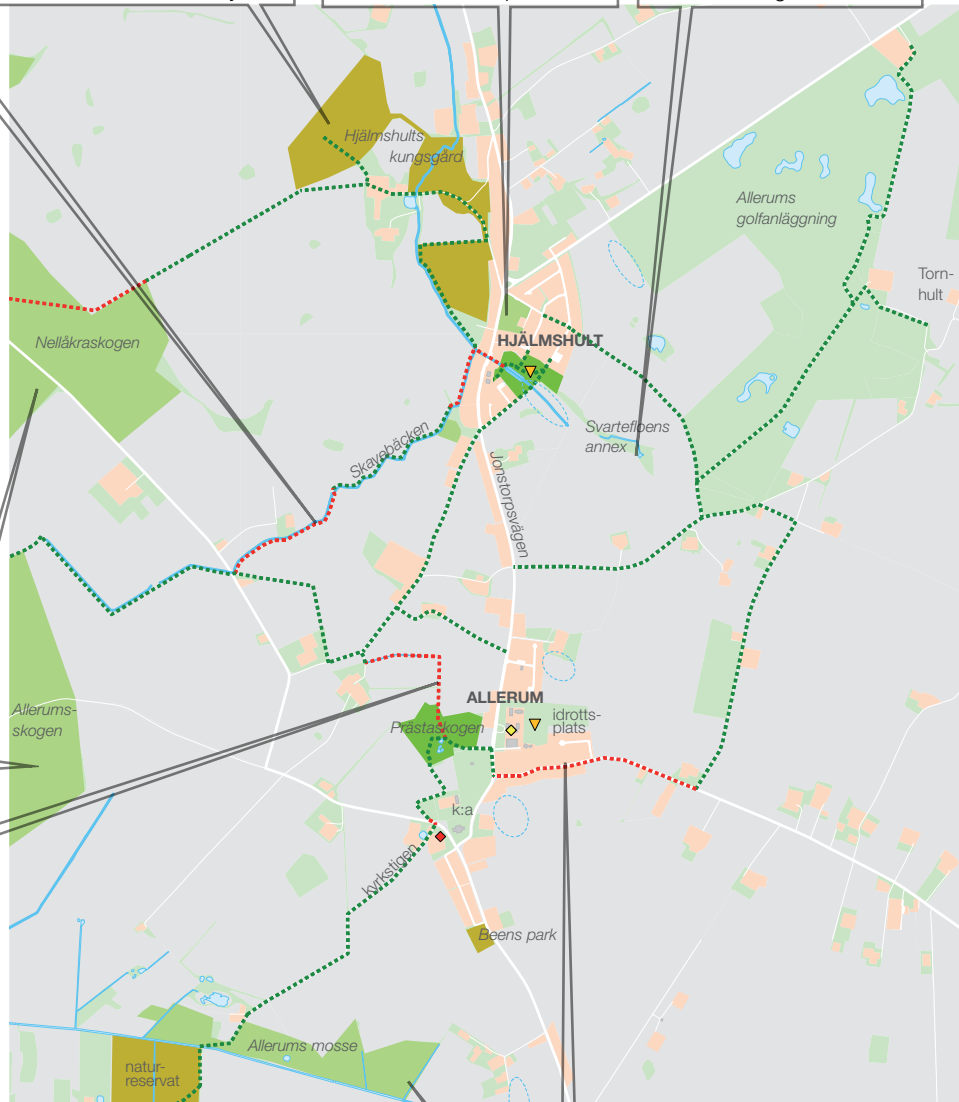 Hjälmshults
kungsgård
Allerums
golfanläggning
Torn-
hult
Nellåkraskogen
HJÄLMSHULT
Skavebäcken
Svartefloens
annex
Jonstorpsvägen
Allerums-
skogen
ALLERUM
Prästaskogen
idrotts-
plats
k:a
kyrkstigen
Beens park
Allerums mosse
natur-
reservat